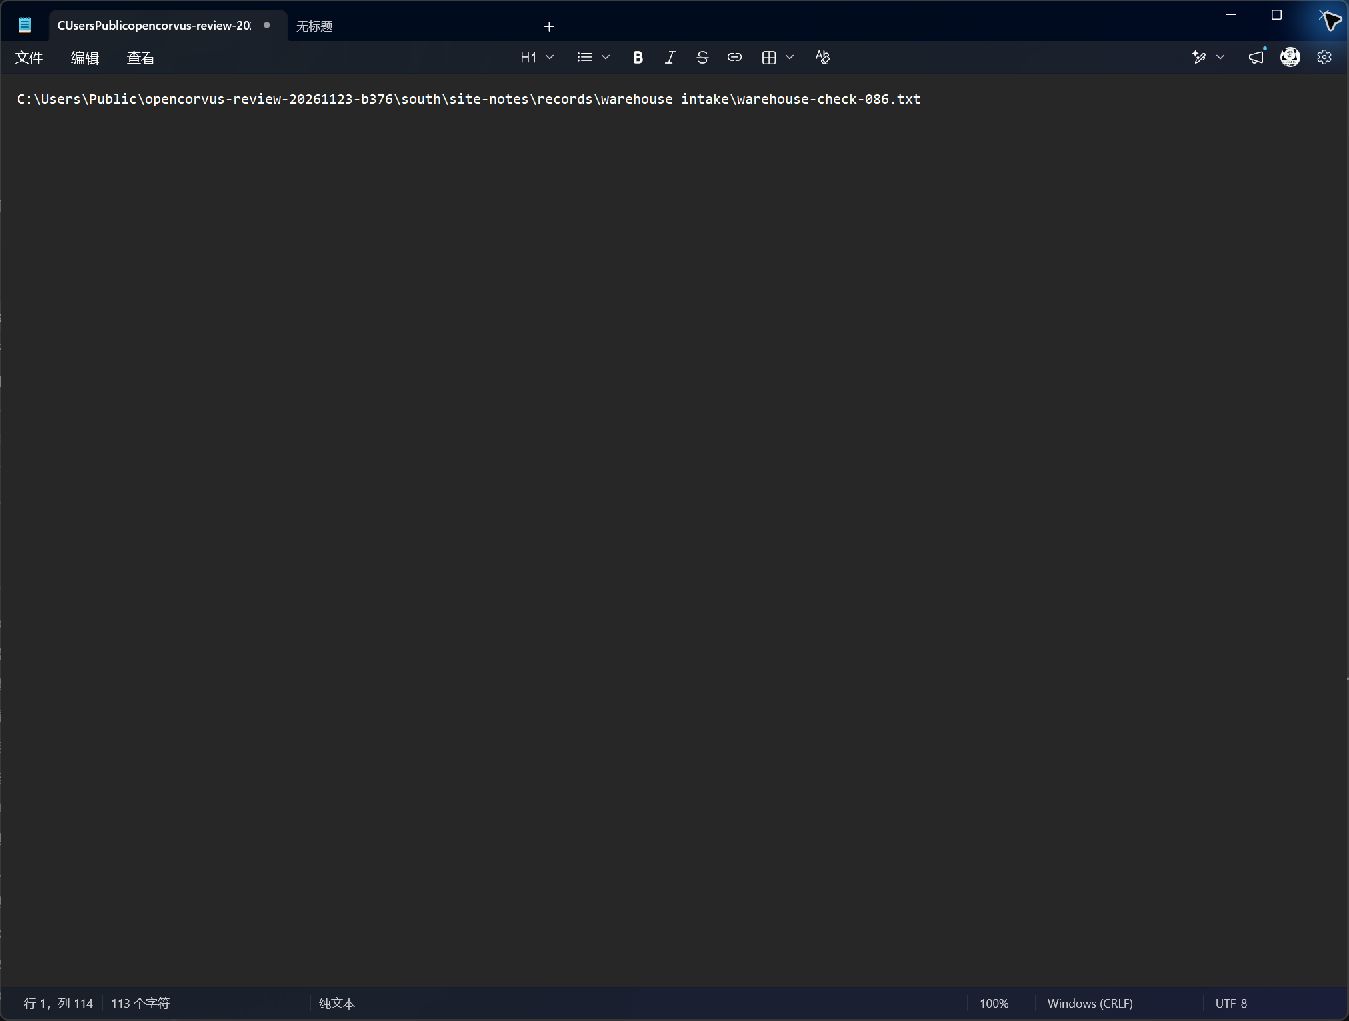 CUsersPublicopencorvus-review-202
无标题
文件 编辑 查看
H1
C:\Users\Public\opencorvus-review-20261123-b376\south\site-notes\records\warehouse intake\warehouse-check-086.txt
行 1，列 114 113 个字符 纯文本 100% Windows (CRLF) UTF-8